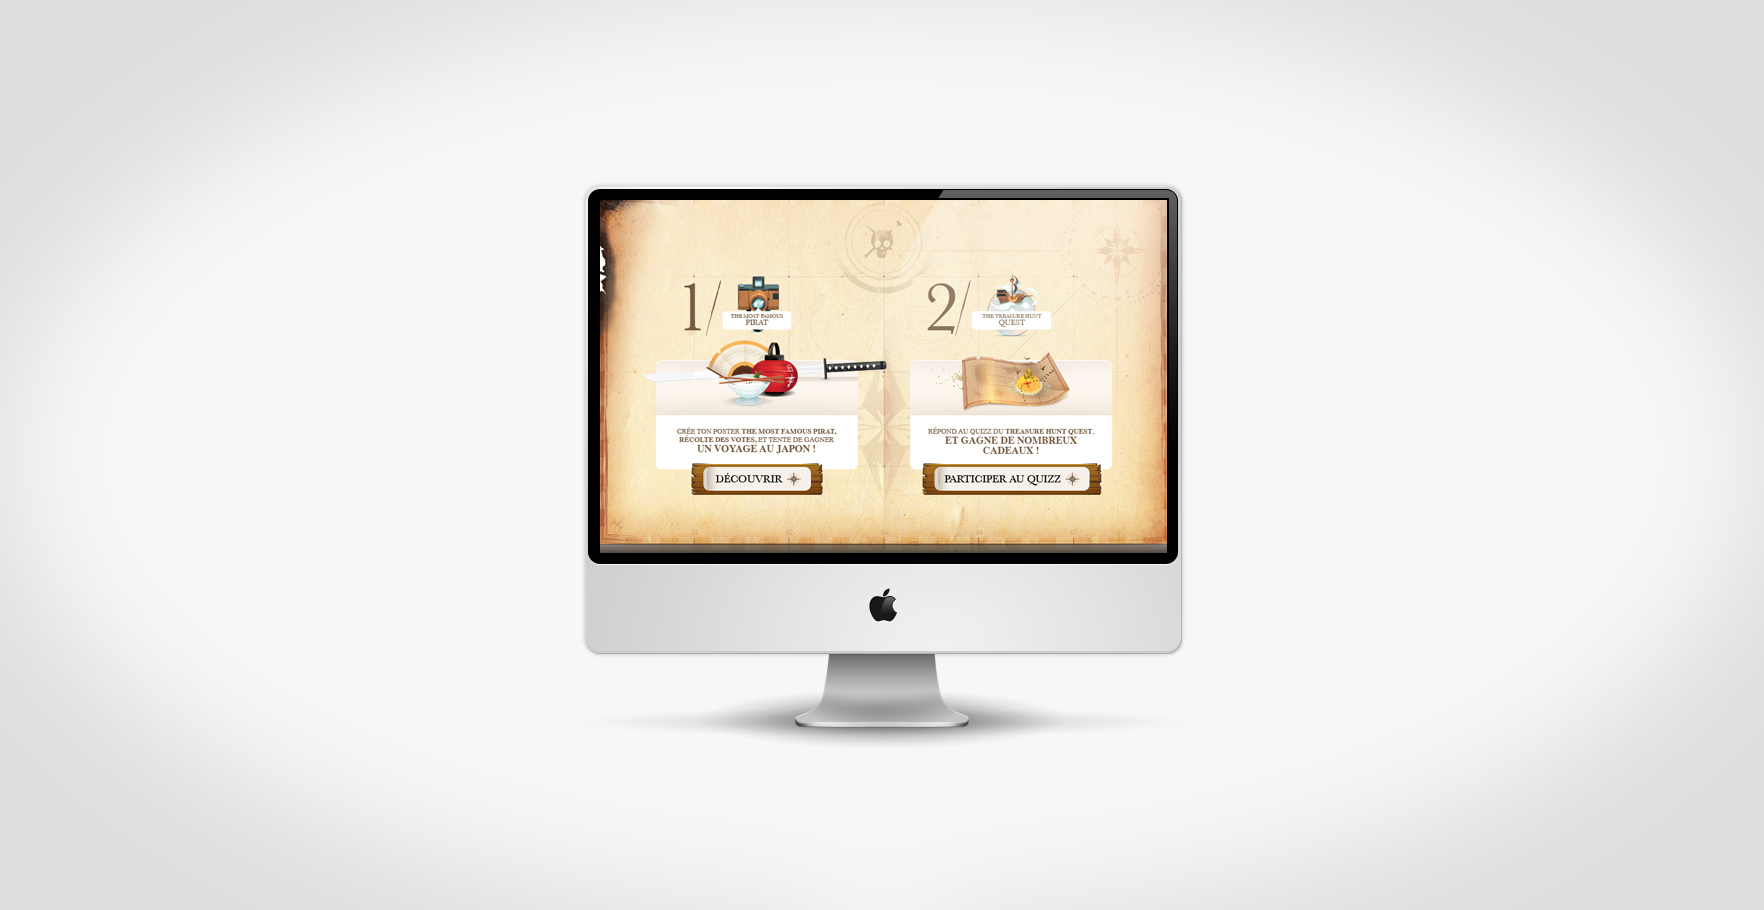 1/
THE MOST FAMOUS
PIRAT
CRÉE TON POSTER THE MOST FAMOUS PIRAT,
RÉCOLTE DES VOTES, ET TENTE DE GAGNER
UN VOYAGE AU JAPON !
DÉCOUVRIR
2/
THE TREASURE HUNT
QUEST
RÉPOND AU QUIZZ DU TREASURE HUNT QUEST,
ET GAGNE DE NOMBREUX
CADEAUX !
PARTICIPER AU QUIZZ